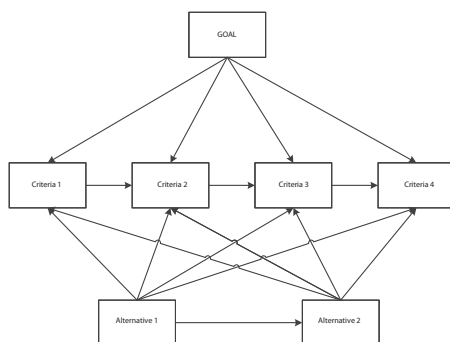 GOAL
Criteria 1
Criteria 2
Criteria 3
Criteria 4
Alternative 1
Alternative 2